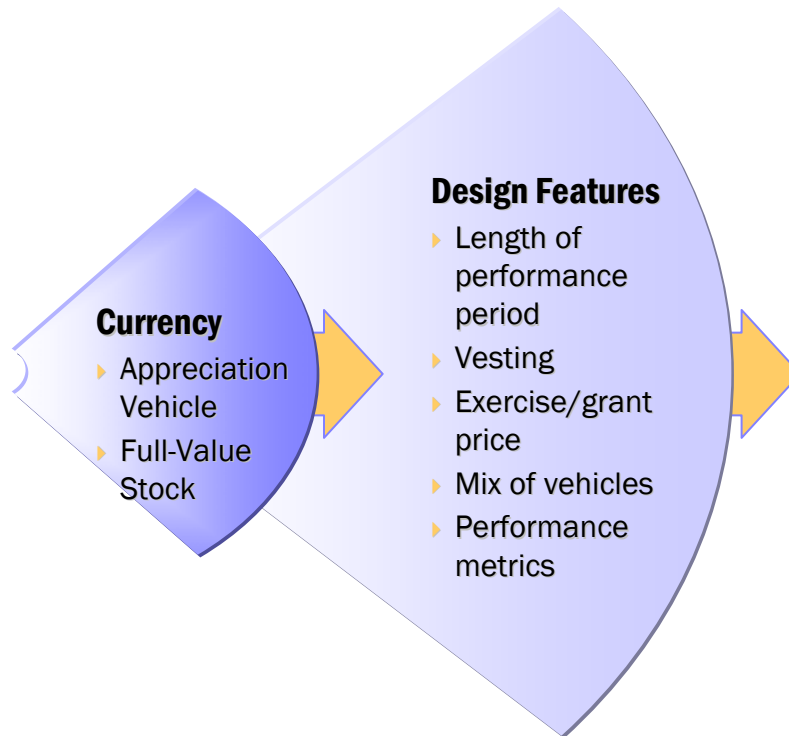 Currency
Appreciation
Vehicle
Full-Value
Stock
Design Features
Length of
performance
period
Vesting
Exercise/grant
price
Mix of vehicles
Performance
metrics